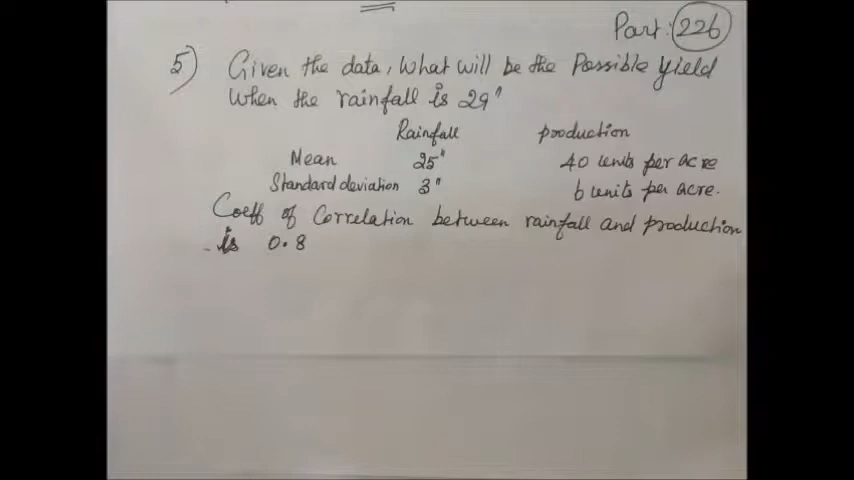 Part: 226
5) Given the data, What will be the Possible yield
When the rainfall is 29"
Rainfall production
Mean 25" 40 units per acre
Standard deviation 3" 6 units per acre.
Coeff of Correlation between rainfall and production
is 0.8